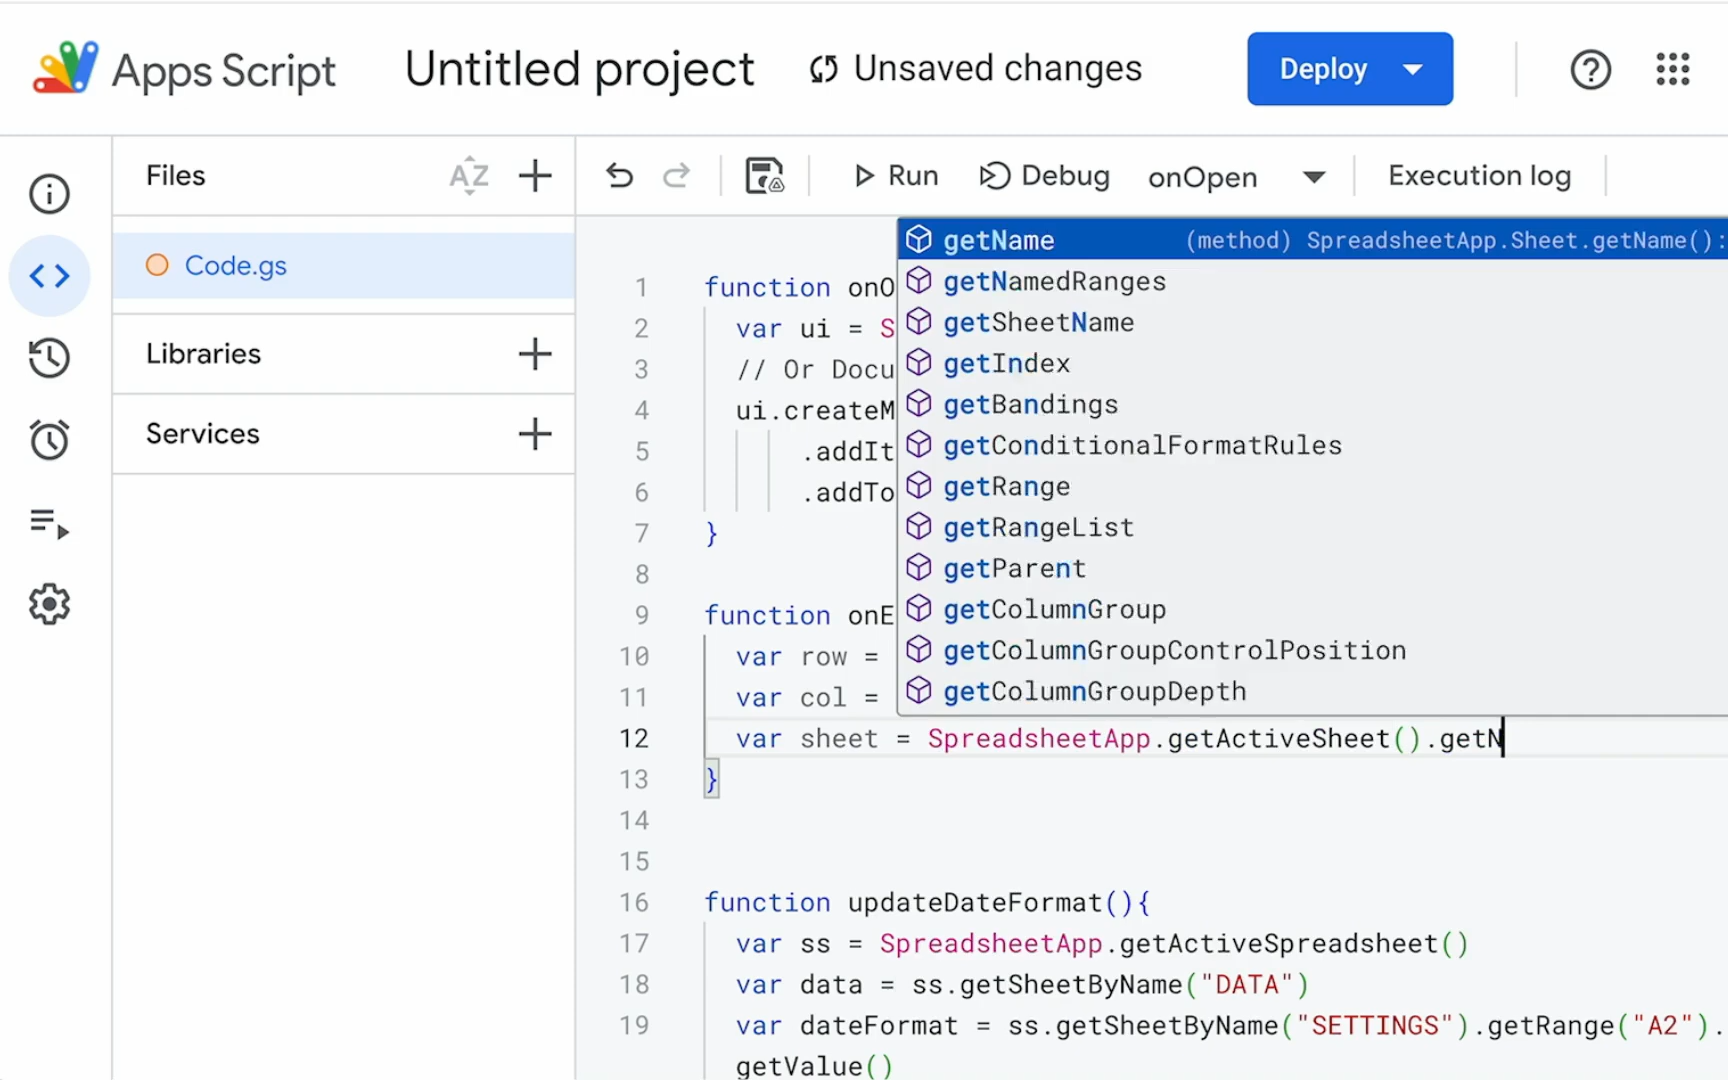 Apps Script Untitled project Unsaved changes Deploy
Files AZ Run Debug onOpen Execution log
Code.gs
Libraries
Services
getName (method) SpreadsheetApp.Sheet.getName():
getNamedRanges
getSheetName
getIndex
getBandings
getConditionalFormatRules
getRange
getRangeList
getParent
getColumnGroup
getColumnGroupControlPosition
getColumnGroupDepth
1 function onO
2 var ui = S
3 // Or Docu
4 ui.createM
5 .addIt
6 .addTo
7 }
8
9 function onE
10 var row =
11 var col =
12 var sheet = SpreadsheetApp.getActiveSheet().getN
13 }
14
15
16 function updateDateFormat(){
17 var ss = SpreadsheetApp.getActiveSpreadsheet()
18 var data = ss.getSheetByName("DATA")
19 var dateFormat = ss.getSheetByName("SETTINGS").getRange("A2").
getValue()